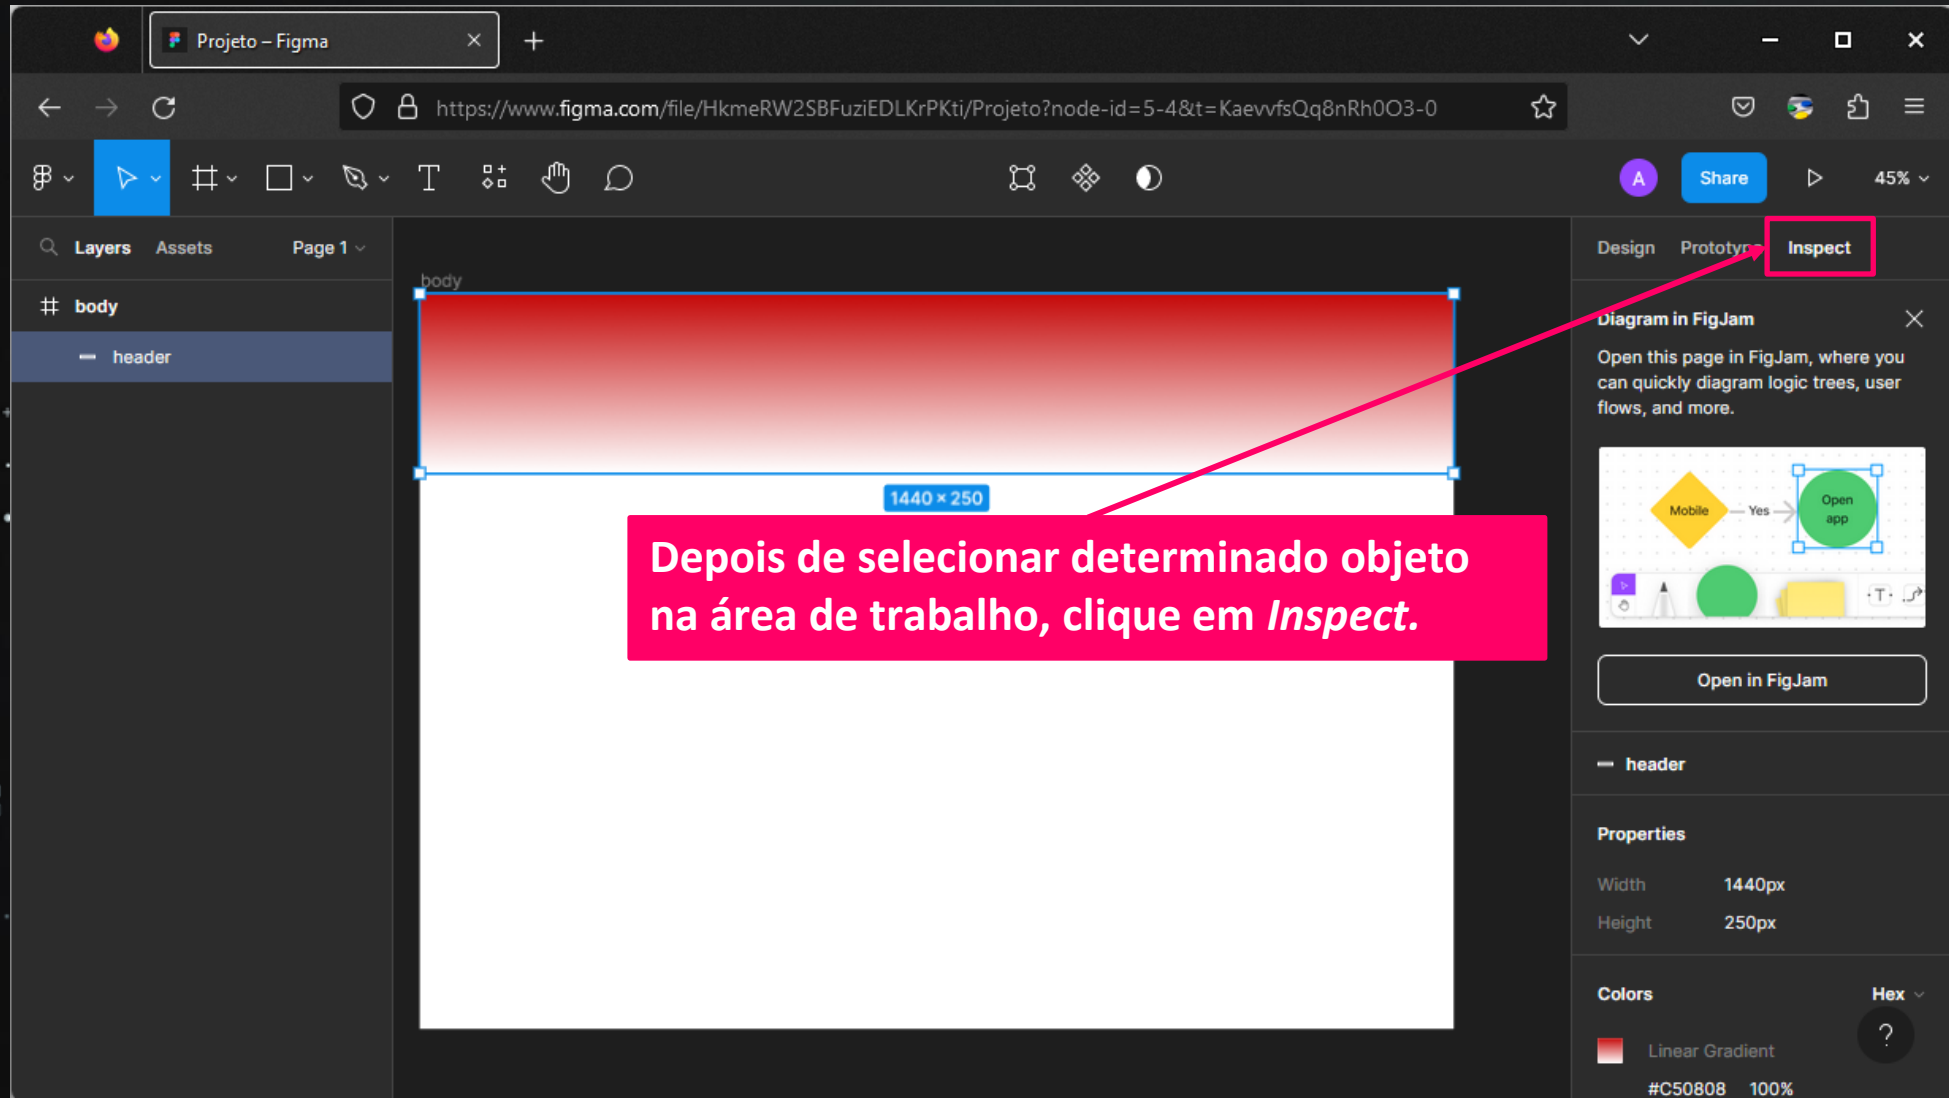 Projeto – Figma
https://www.figma.com/file/HkmeRW2SBFuziEDLKrPKti/Projeto?node-id=5-4&t=KaevvfsQq8nRh0O3-0
A
Share
45%
Layers Assets Page 1
Design Prototype Inspect
body
body
header
1440 × 250
Depois de selecionar determinado objeto
na área de trabalho, clique em Inspect.
Diagram in FigJam
Open this page in FigJam, where you
can quickly diagram logic trees, user
flows, and more.
Mobile Yes Open
app
T
Open in FigJam
header
Properties
Width 1440px
Height 250px
Colors Hex
?
Linear Gradient
#C50808 100%